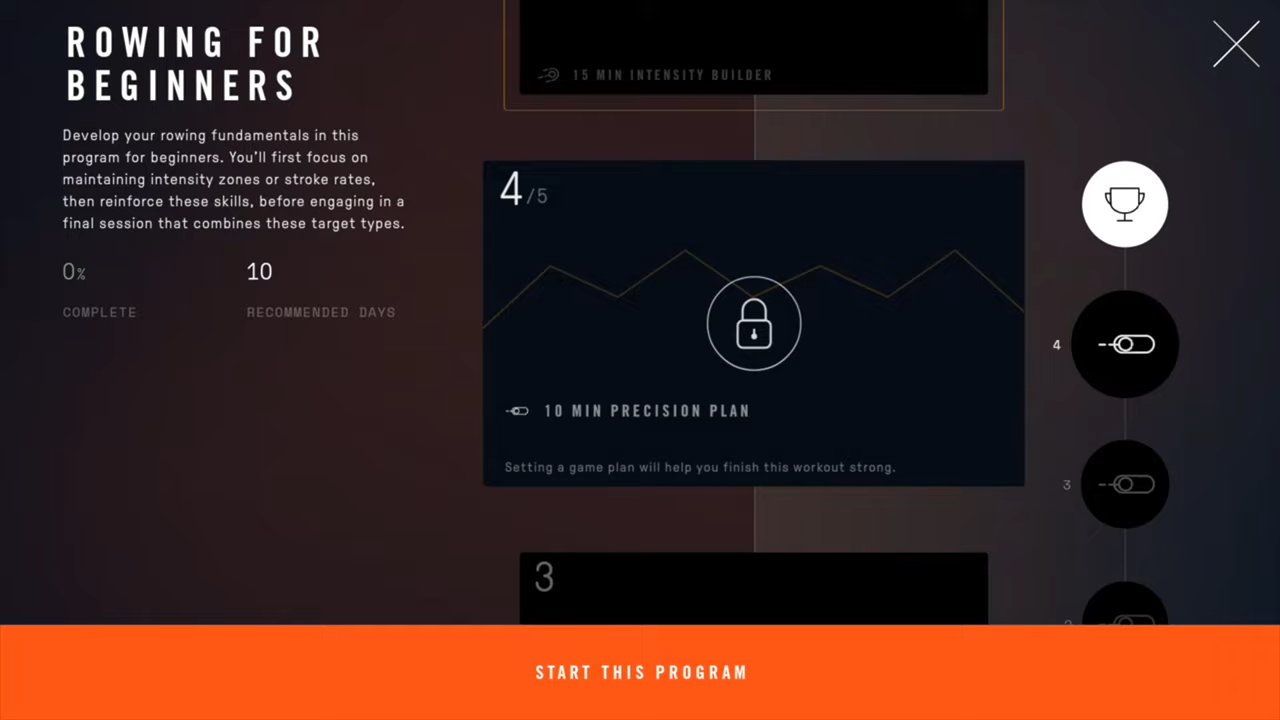 ROWING FOR
BEGINNERS
Develop your rowing fundamentals in this
program for beginners. You'll first focus on
maintaining intensity zones or stroke rates,
then reinforce these skills, before engaging in a
final session that combines these target types.
0%
COMPLETE
10
RECOMMENDED DAYS
15 MIN INTENSITY BUILDER
4/5
10 MIN PRECISION PLAN
Setting a game plan will help you finish this workout strong.
3
4
3
START THIS PROGRAM